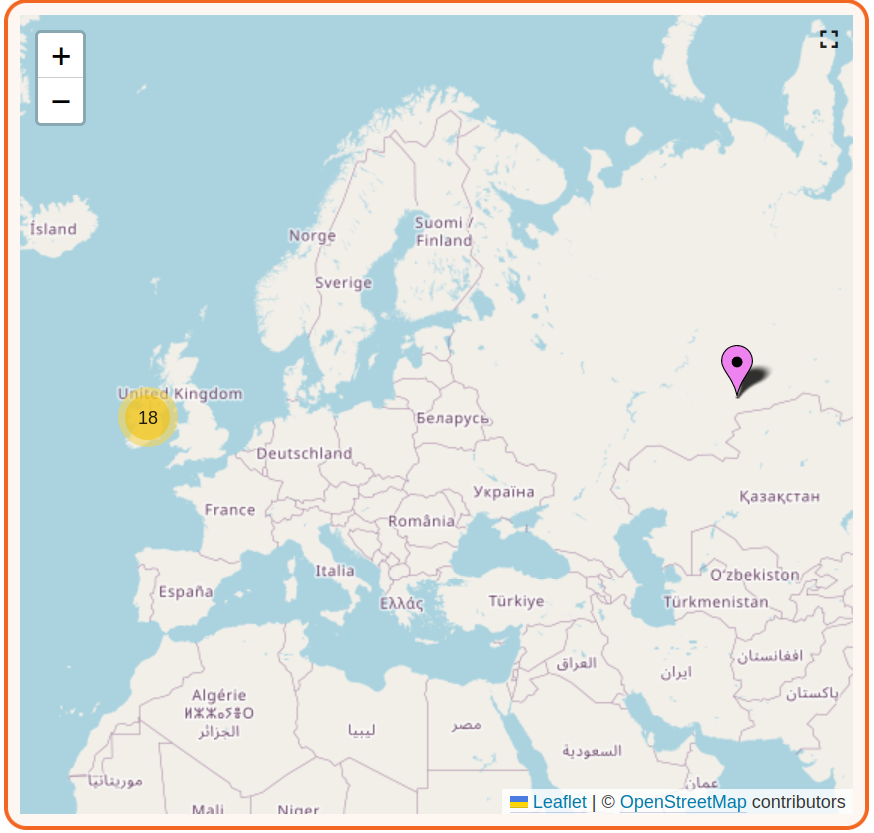 +
−
Ísland
Norge
Suomi /
Finland
Sverige
United Kingdom
18
Беларусь
Deutschland
Україна
Қазақстан
France
România
Italia
Oʻzbekiston
España
Ελλάς
Türkiye
Türkmenistan
العراق
ایران
افغانستان
پاکستان
Algérie
ⵍⵣⵣⴰⵢⴻⵔ
الجزائر
ليبيا
مصر
السعودية
موريتانيا
عمان
Mali
Niger
Leaflet | © OpenStreetMap contributors